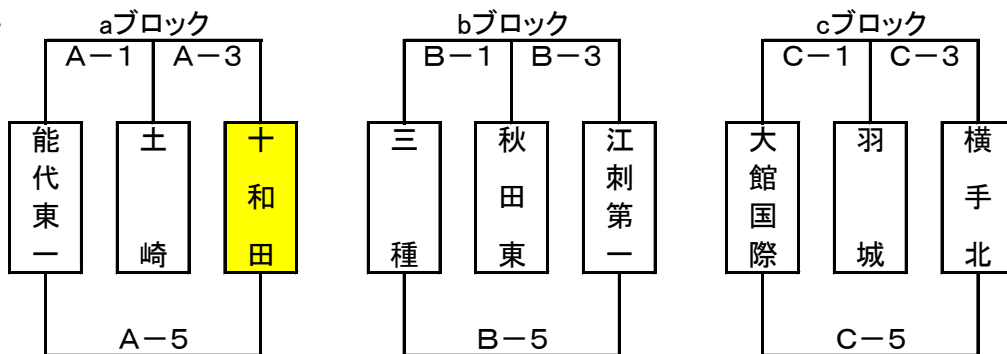 aブロック bブロック cブロック
A－1 A－3 B－1 B－3 C－1 C－3
能代東一 土崎 十和田 三種 秋田東 江刺第一 大館国際 羽城 横手北
A－5 B－5 C－5